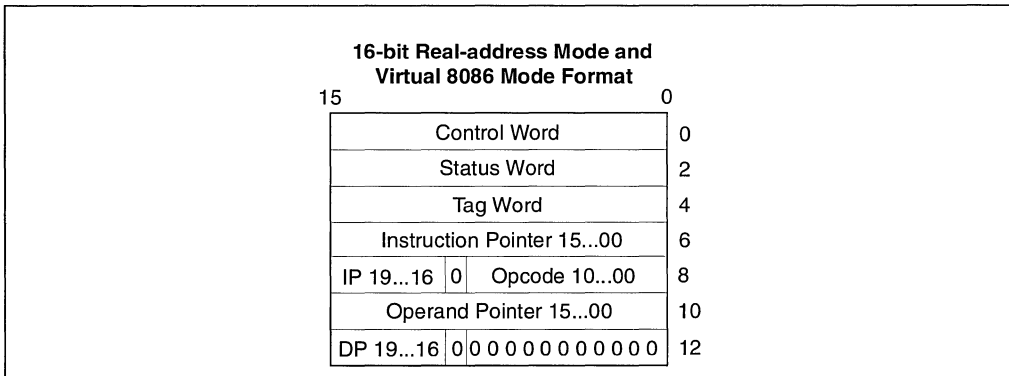 16-bit Real-address Mode and
Virtual 8086 Mode Format
15 0
Control Word 0
Status Word 2
Tag Word 4
Instruction Pointer 15...00 6
IP 19...16 0 Opcode 10...00 8
Operand Pointer 15...00 10
DP 19...16 0 0 0 0 0 0 0 0 0 0 0 0 12